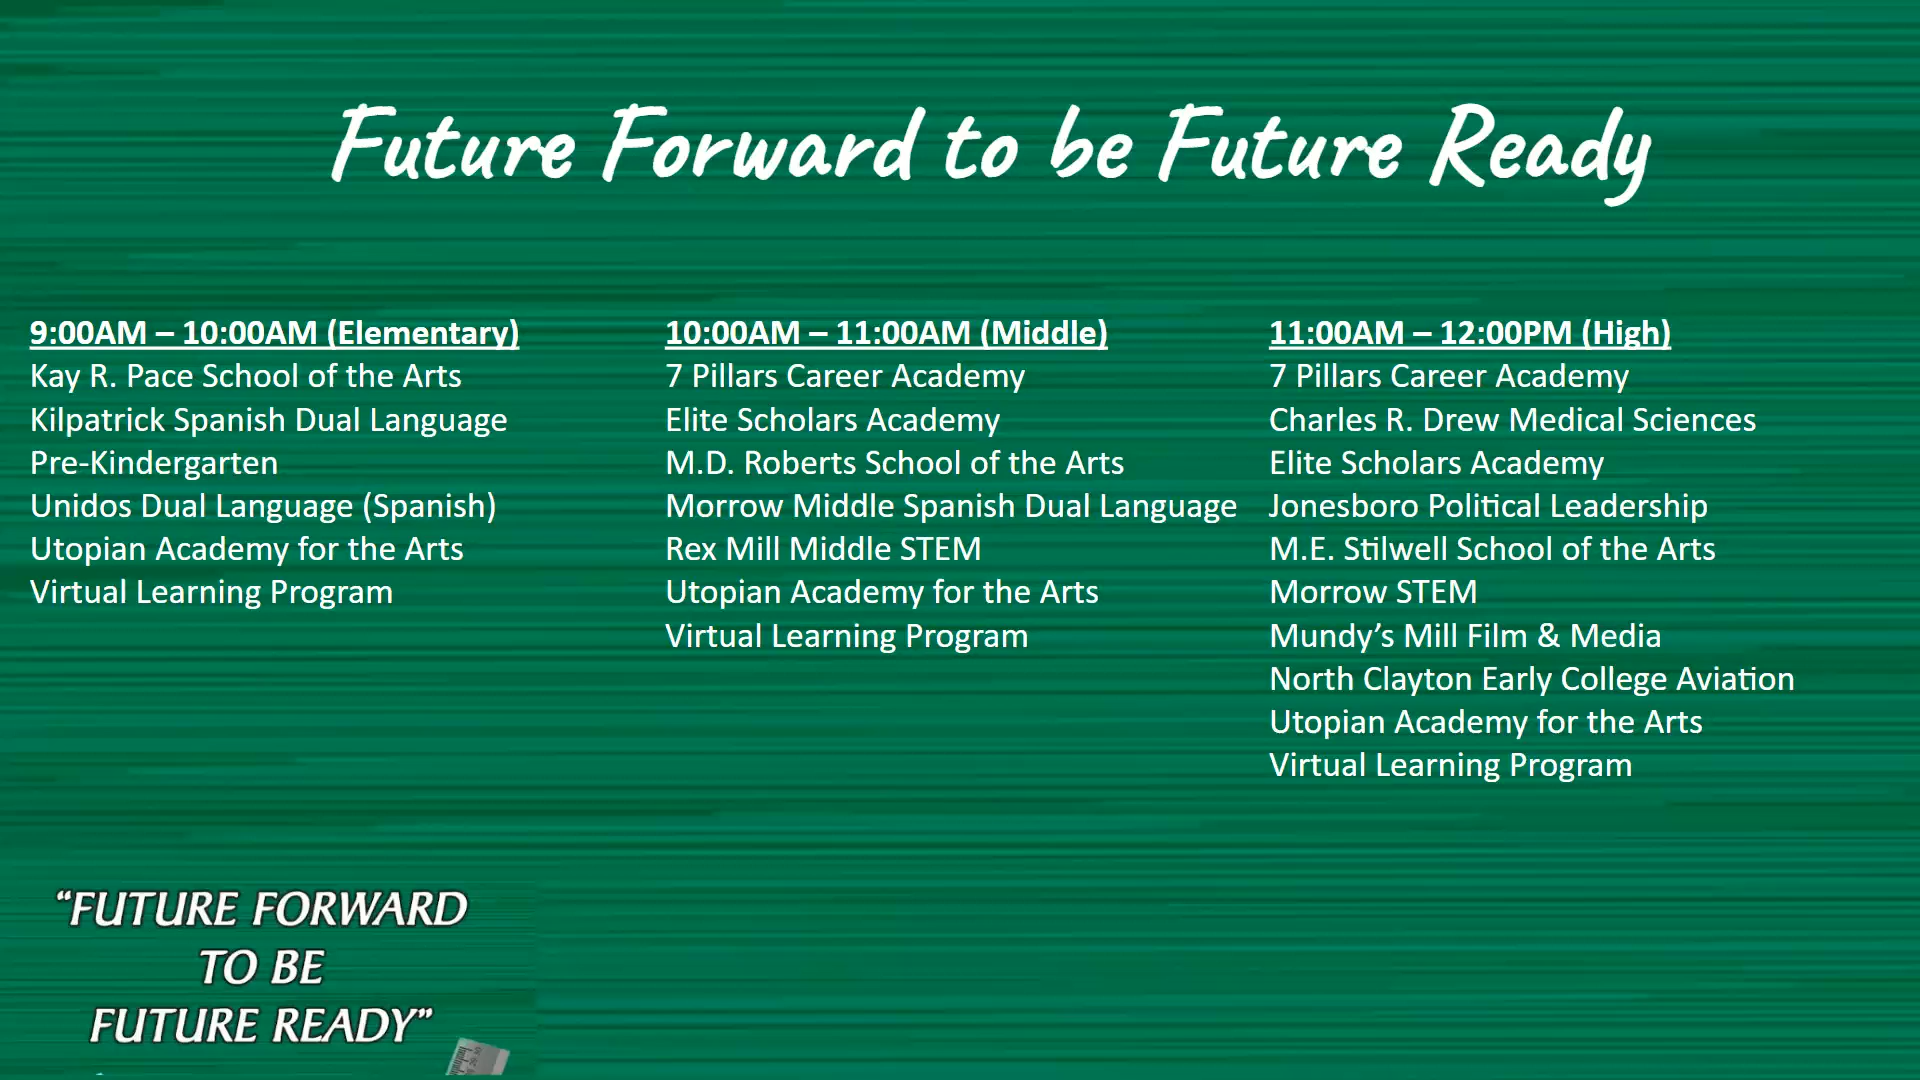 Future Forward to be Future Ready
9:00AM – 10:00AM (Elementary)
Kay R. Pace School of the Arts
Kilpatrick Spanish Dual Language
Pre-Kindergarten
Unidos Dual Language (Spanish)
Utopian Academy for the Arts
Virtual Learning Program
10:00AM – 11:00AM (Middle)
7 Pillars Career Academy
Elite Scholars Academy
M.D. Roberts School of the Arts
Morrow Middle Spanish Dual Language
Rex Mill Middle STEM
Utopian Academy for the Arts
Virtual Learning Program
11:00AM – 12:00PM (High)
7 Pillars Career Academy
Charles R. Drew Medical Sciences
Elite Scholars Academy
Jonesboro Political Leadership
M.E. Stilwell School of the Arts
Morrow STEM
Mundy’s Mill Film & Media
North Clayton Early College Aviation
Utopian Academy for the Arts
Virtual Learning Program
“FUTURE FORWARD
TO BE
FUTURE READY”